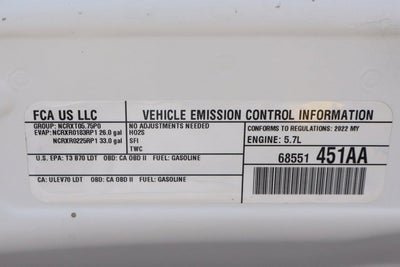 FCA US LLC
VEHICLE EMISSION CONTROL INFORMATION
GROUP: NCRXT05.75P0
EVAP: NCRXR0183RP1 26.0 gal
NCRXR0225RP1 33.0 gal
NO ADJUSTMENTS NEEDED
HO2S
SFI
TWC
CONFORMS TO REGULATIONS: 2022 MY
ENGINE: 5.7L
U.S. EPA: T3 B70 LDT OBD: CA OBD II FUEL: GASOLINE
68551 451AA
CA: ULEV70 LDT OBD: CA OBD II FUEL: GASOLINE